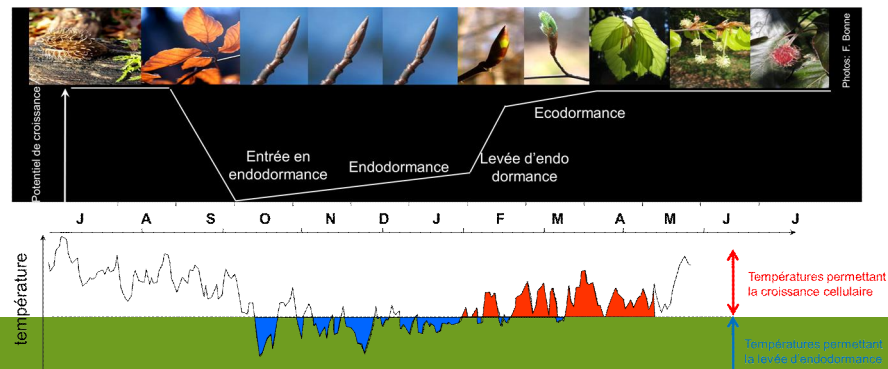 Photos: F. Bonne
Potentiel de croissance
Entrée en
endodormance
Endodormance
Levée d'endo
dormance
Ecodormance
J A S O N D J F M A M J J
température
Températures permettant
la croissance cellulaire
Températures permettant
la levée d'endodormance